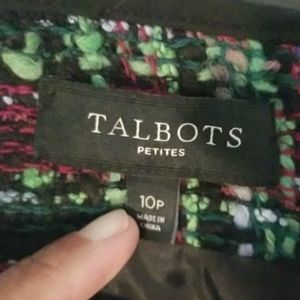 TALBOTS
PETITES
10P
MADE IN
CHINA